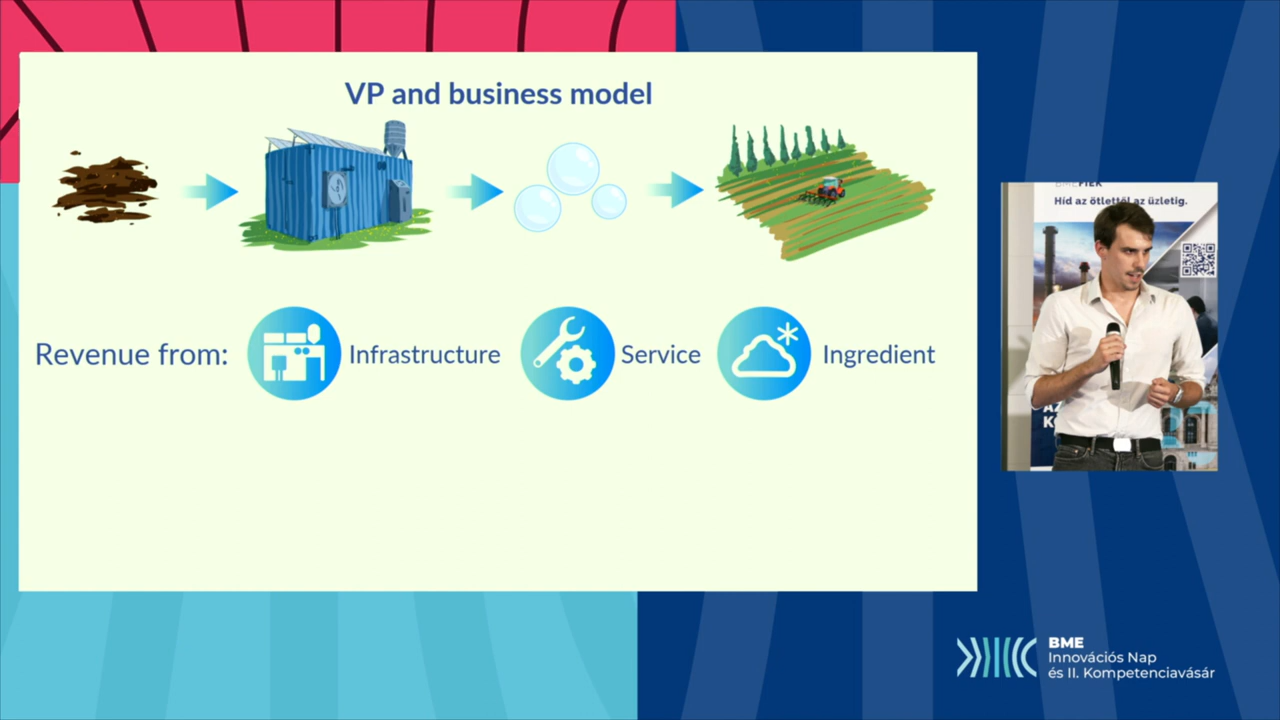 VP and business model
Revenue from:
Infrastructure
Service
Ingredient
Híd az ötlettől az üzletig.
BME
Innovációs Nap
és II. Kompetenciavásár